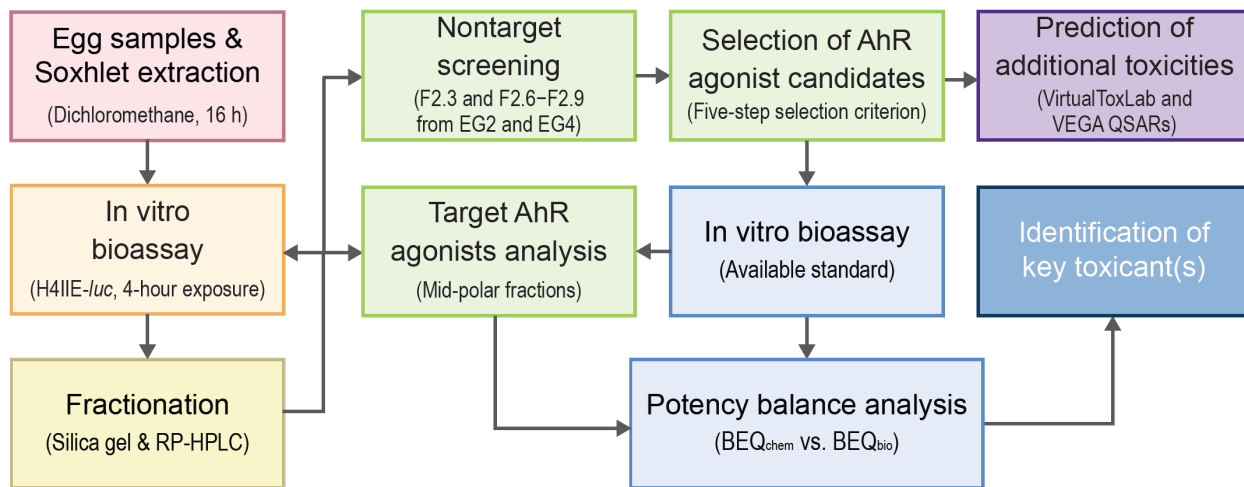 Egg samples &
Soxhlet extraction
(Dichloromethane, 16 h)
Nontarget
screening
(F2.3 and F2.6−F2.9
from EG2 and EG4)
Selection of AhR
agonist candidates
(Five-step selection criterion)
Prediction of
additional toxicities
(VirtualToxLab and
VEGA QSARs)
In vitro
bioassay
(H4IIE-luc, 4-hour exposure)
Target AhR
agonists analysis
(Mid-polar fractions)
In vitro bioassay
(Available standard)
Identification of
key toxicant(s)
Fractionation
(Silica gel & RP-HPLC)
Potency balance analysis
(BEQchem vs. BEQbio)